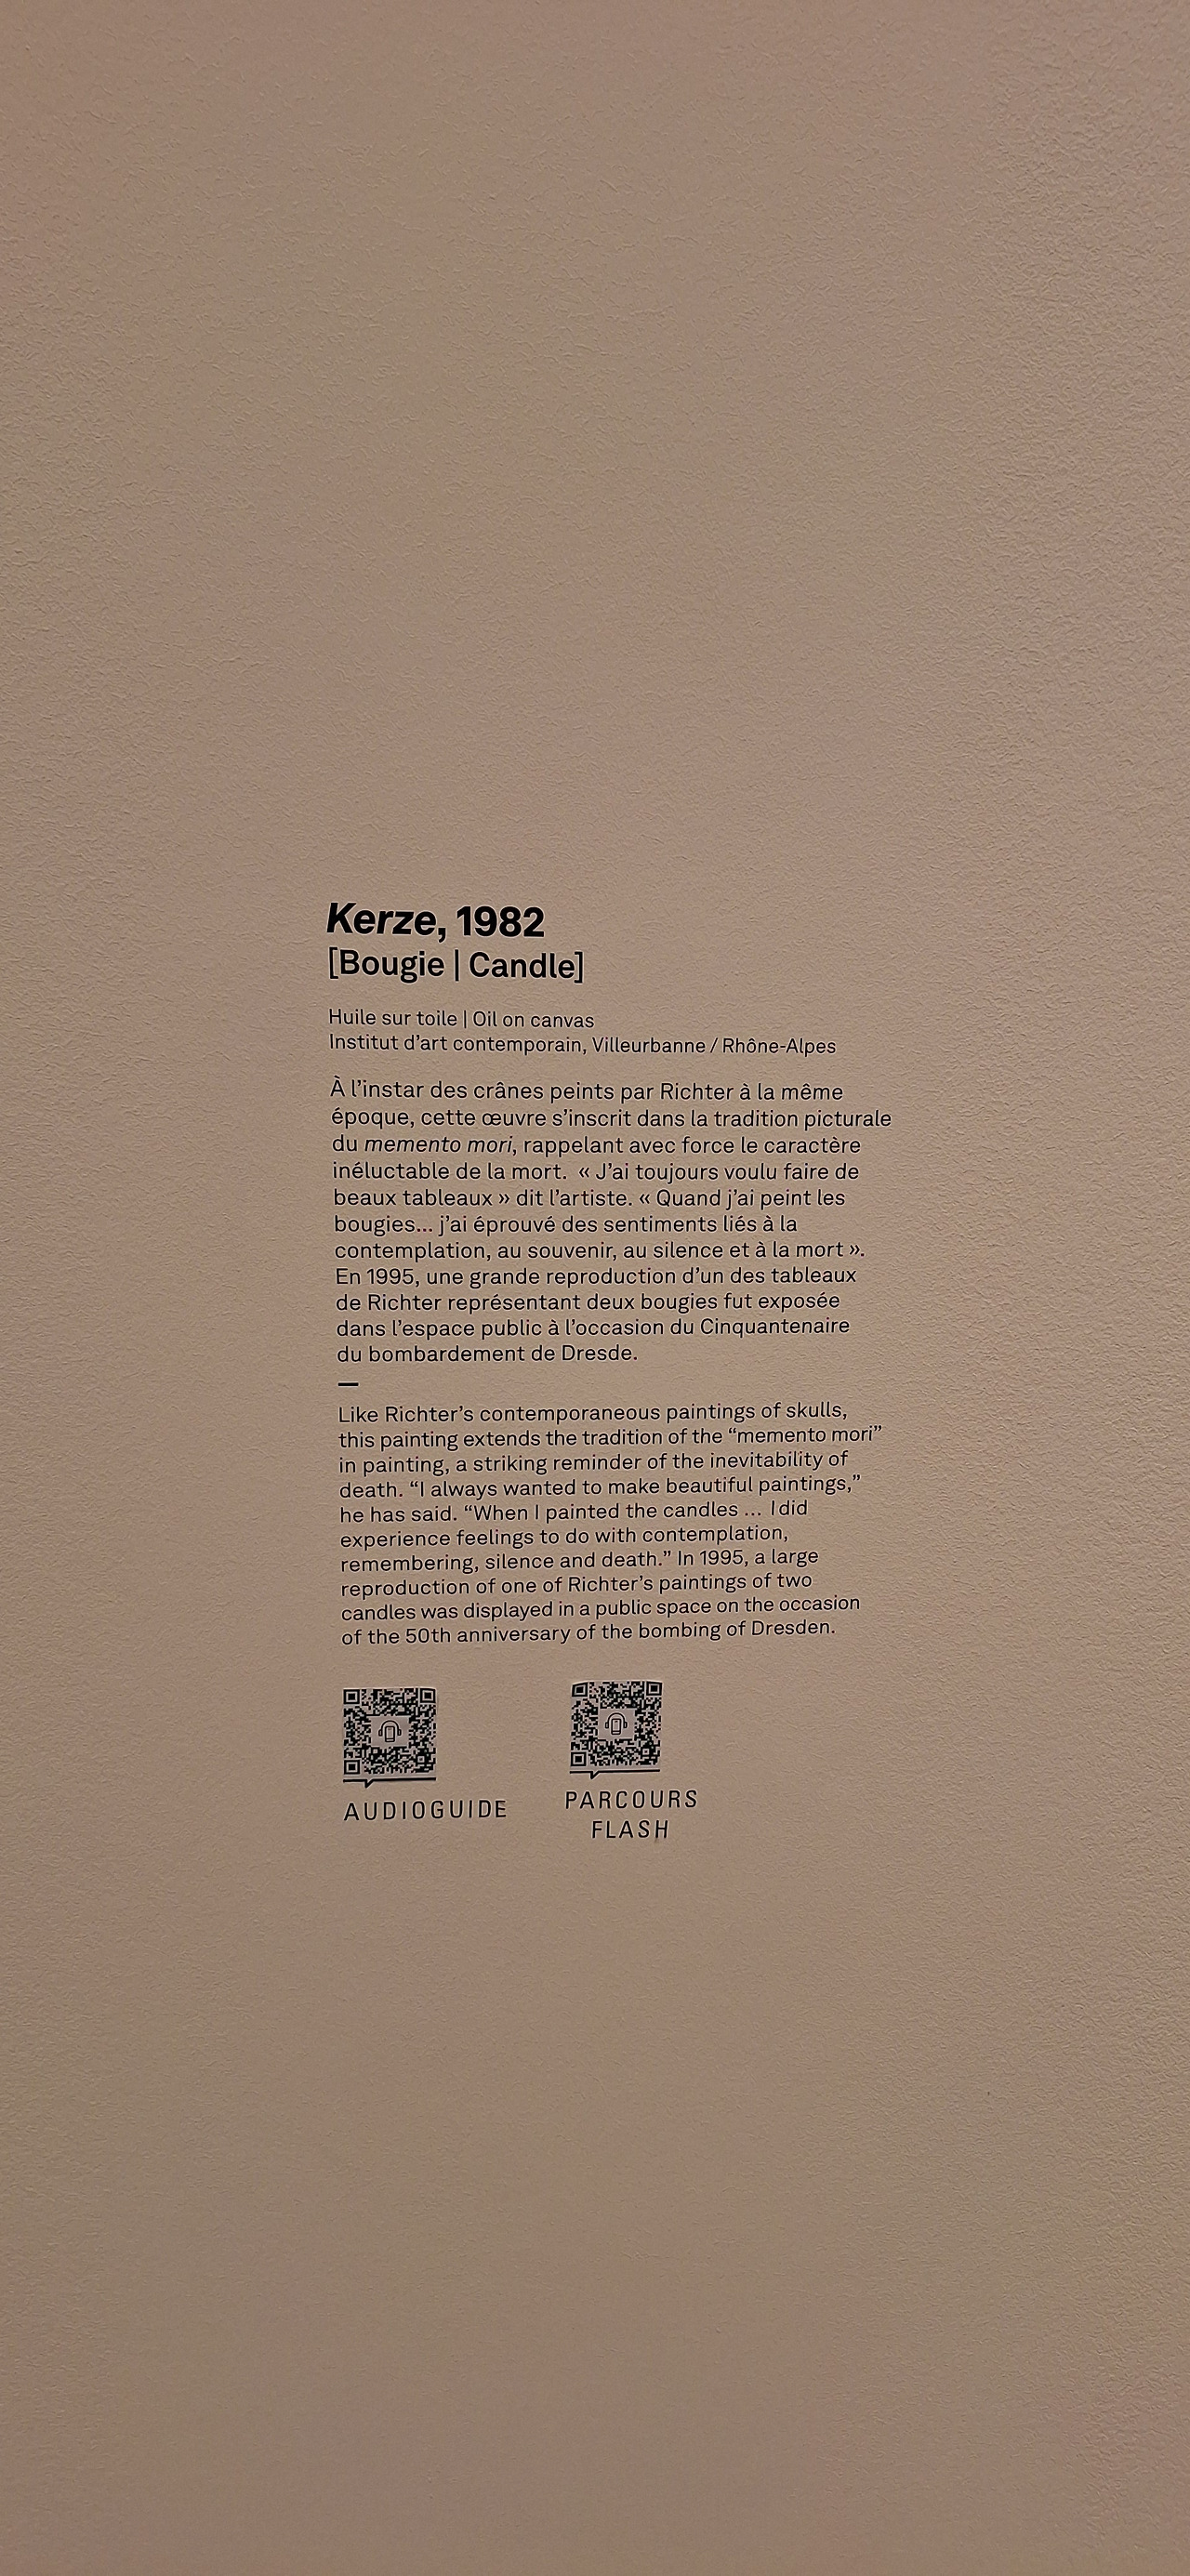 Kerze, 1982
[Bougie | Candle]
Huile sur toile | Oil on canvas
Institut d’art contemporain, Villeurbanne / Rhône-Alpes
À l’instar des crânes peints par Richter à la même
époque, cette œuvre s’inscrit dans la tradition picturale
du memento mori, rappelant avec force le caractère
inéluctable de la mort. « J’ai toujours voulu faire de
beaux tableaux » dit l’artiste. « Quand j’ai peint les
bougies... j’ai éprouvé des sentiments liés à la
contemplation, au souvenir, au silence et à la mort ».
En 1995, une grande reproduction d’un des tableaux
de Richter représentant deux bougies fut exposée
dans l’espace public à l’occasion du Cinquantenaire
du bombardement de Dresde.
—
Like Richter’s contemporaneous paintings of skulls,
this painting extends the tradition of the “memento mori”
in painting, a striking reminder of the inevitability of
death. “I always wanted to make beautiful paintings,”
he has said. “When I painted the candles ... I did
experience feelings to do with contemplation,
remembering, silence and death.” In 1995, a large
reproduction of one of Richter’s paintings of two
candles was displayed in a public space on the occasion
of the 50th anniversary of the bombing of Dresden.
AUDIOGUIDE
PARCOURS
FLASH